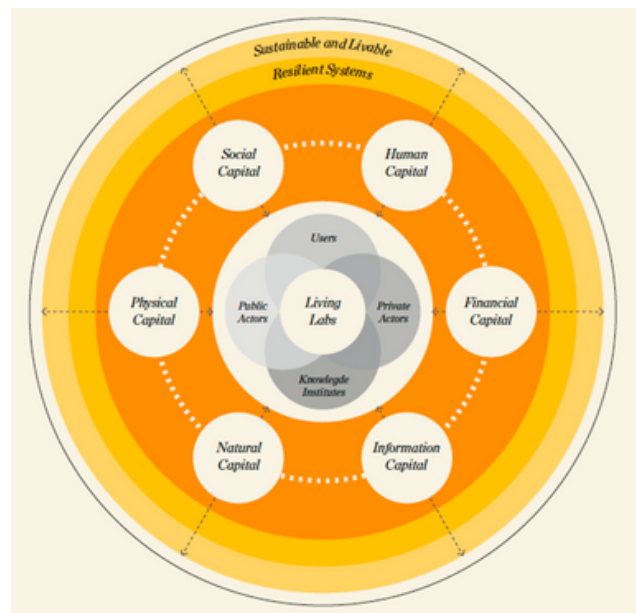 Sustainable and Livable
Resilient Systems
Social
Capital
Human
Capital
Users
Physical
Capital
Public
Actors
Living
Labs
Private
Actors
Financial
Capital
Knowlegde
Institutes
Natural
Capital
Information
Capital